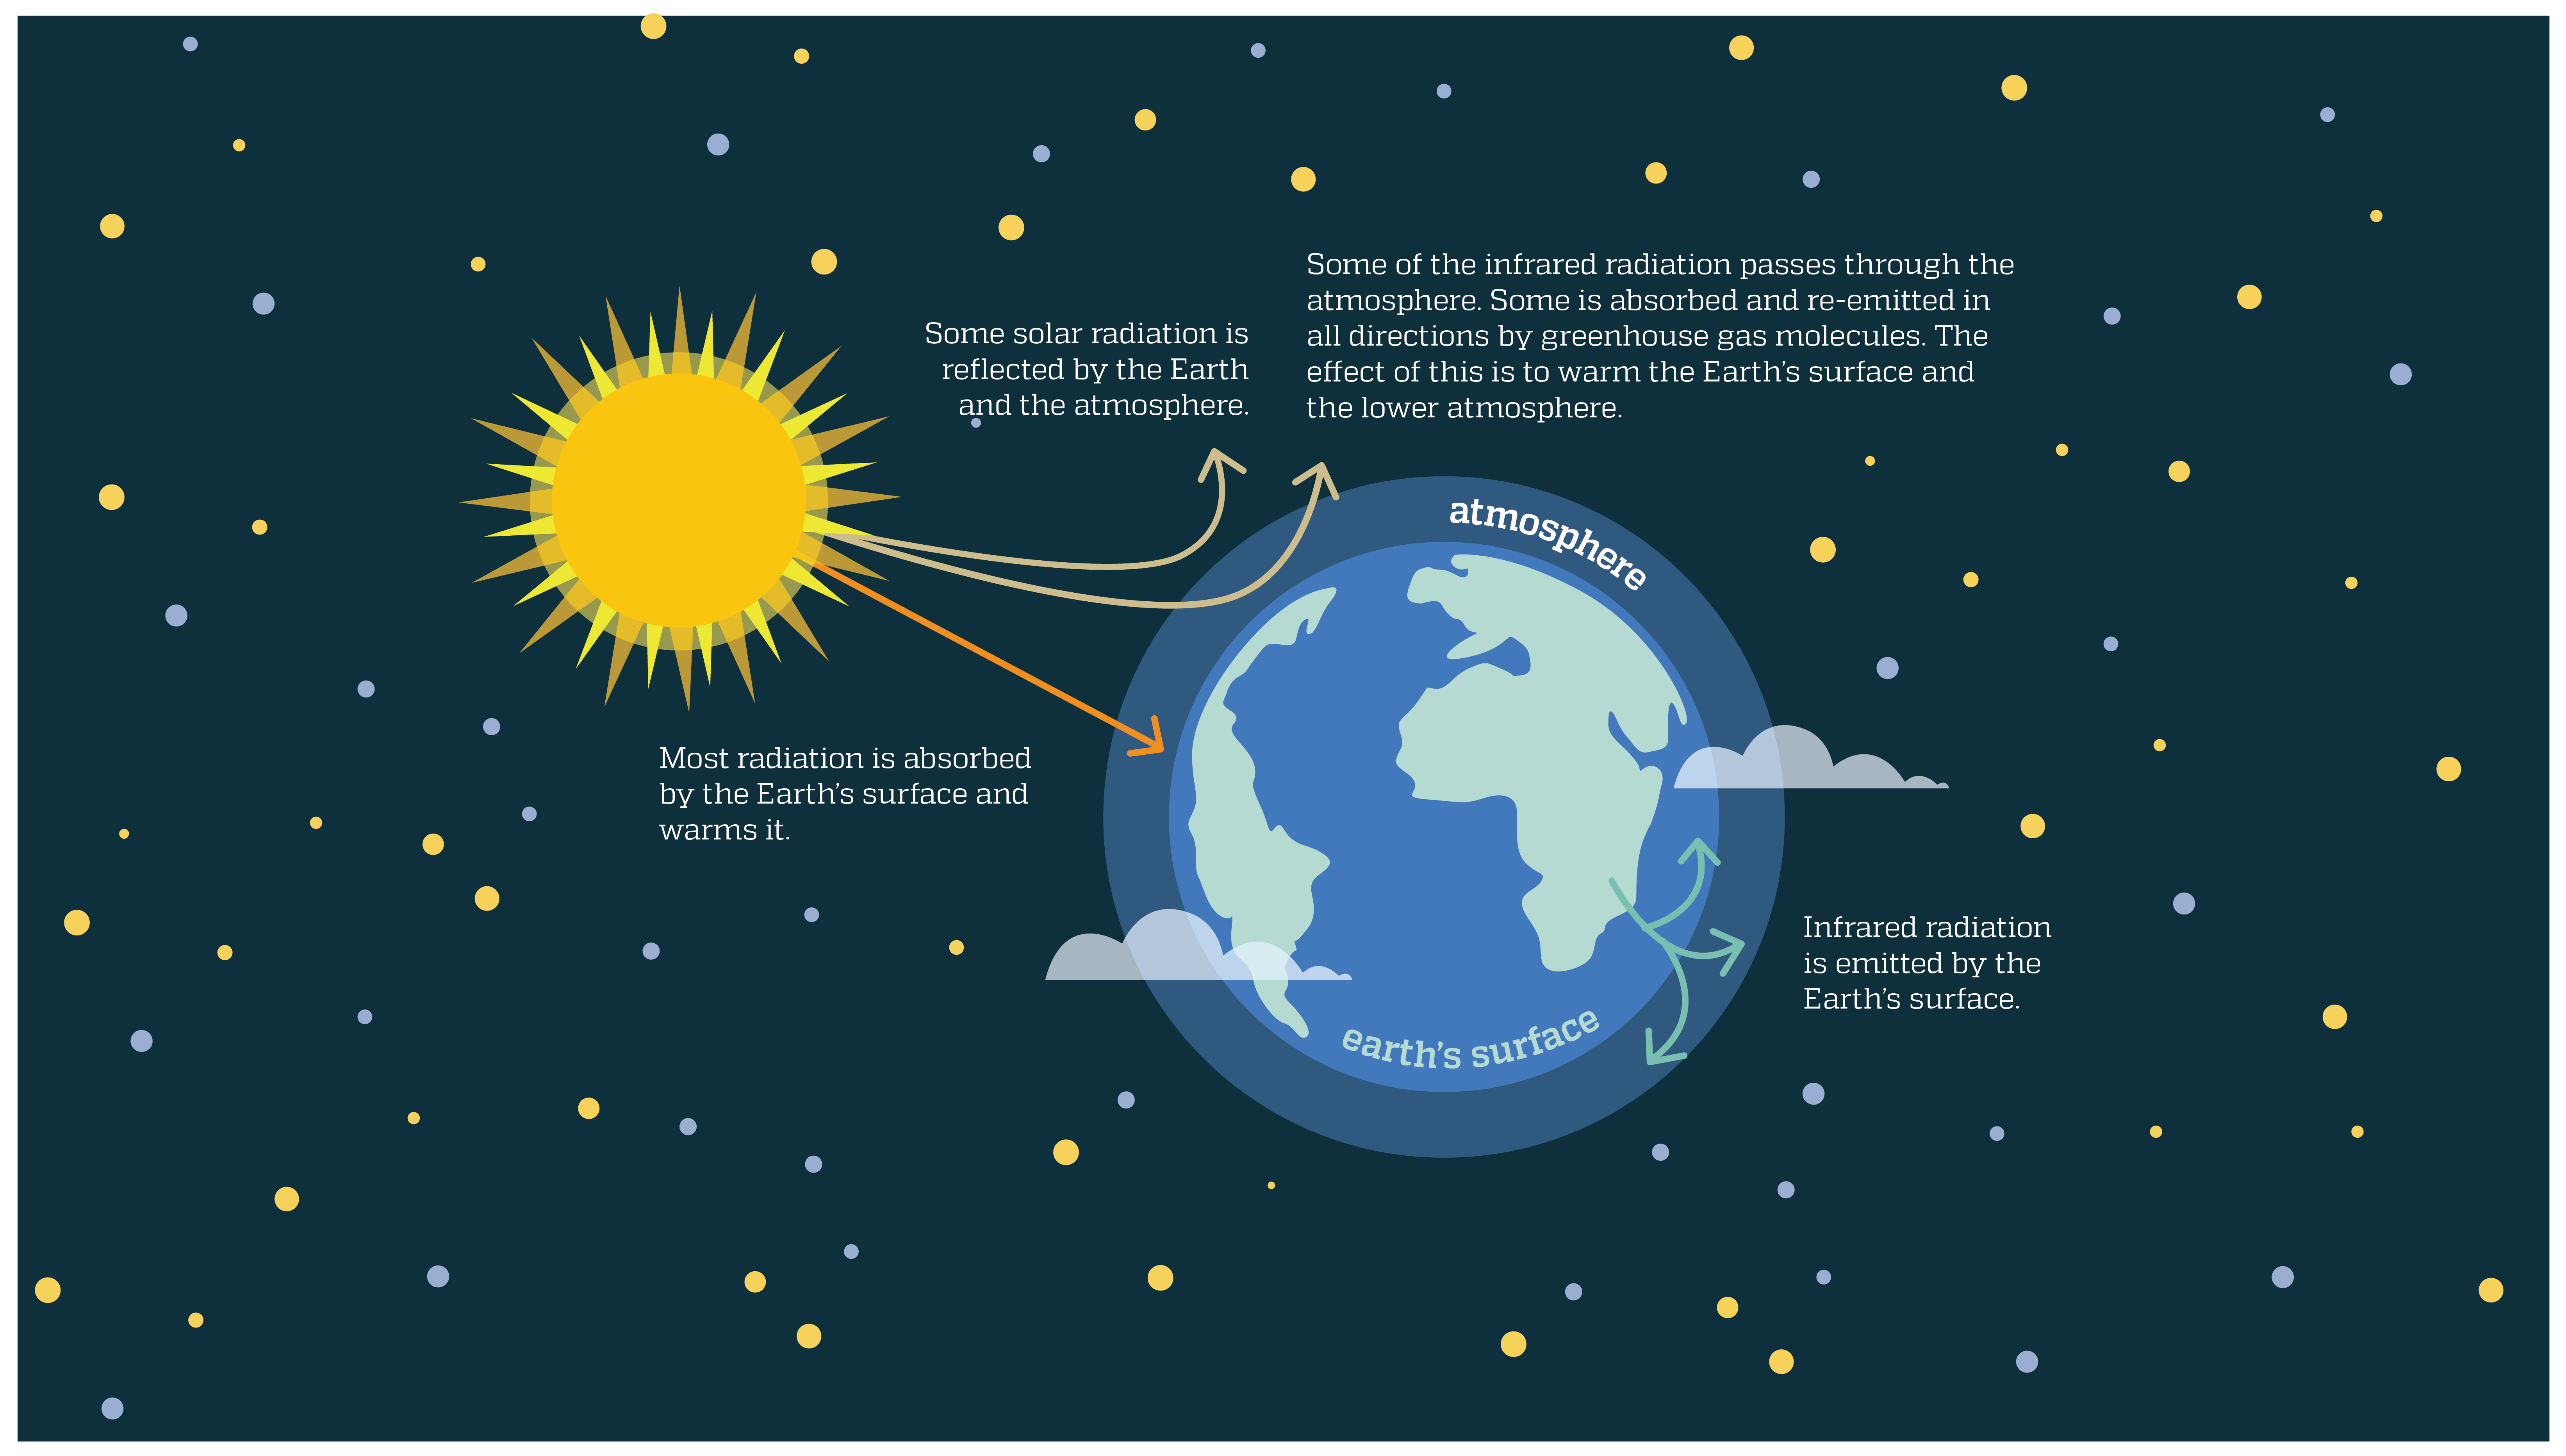 Some of the infrared radiation passes through the
atmosphere. Some is absorbed and re-emitted in
all directions by greenhouse gas molecules. The
effect of this is to warm the Earth’s surface and
the lower atmosphere.
Some solar radiation is
reflected by the Earth
and the atmosphere.
atmosphere
Most radiation is absorbed
by the Earth’s surface and
warms it.
Infrared radiation
is emitted by the
Earth’s surface.
earth’s surface